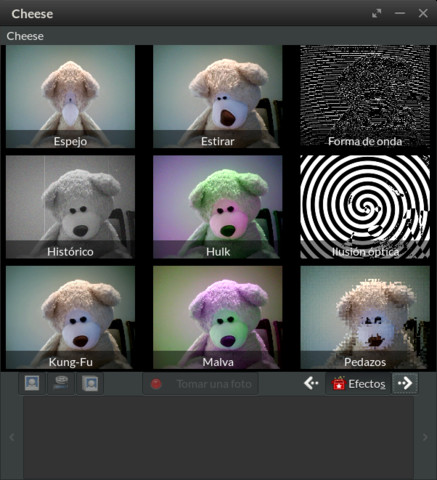 Cheese
Cheese
Espejo
Estirar
Forma de onda
Histórico
Hulk
Ilusión óptica
Kung-Fu
Malva
Pedazos
Tomar una foto
Efectos